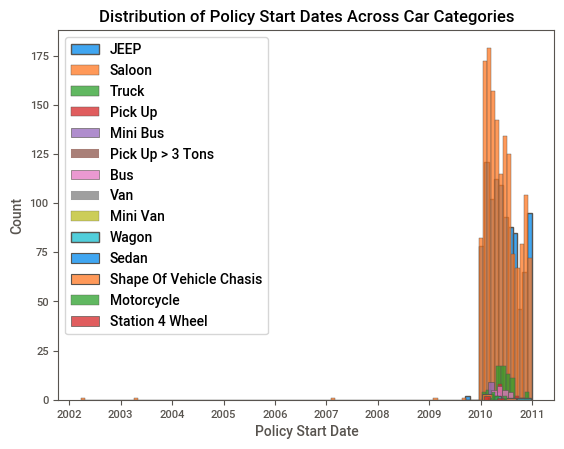 Distribution of Policy Start Dates Across Car Categories
JEEP
Saloon
Truck
Pick Up
Mini Bus
Pick Up > 3 Tons
Bus
Van
Mini Van
Wagon
Sedan
Shape Of Vehicle Chasis
Motorcycle
Station 4 Wheel
Count
175
150
125
100
75
50
25
0
2002 2003 2004 2005 2006 2007 2008 2009 2010 2011
Policy Start Date